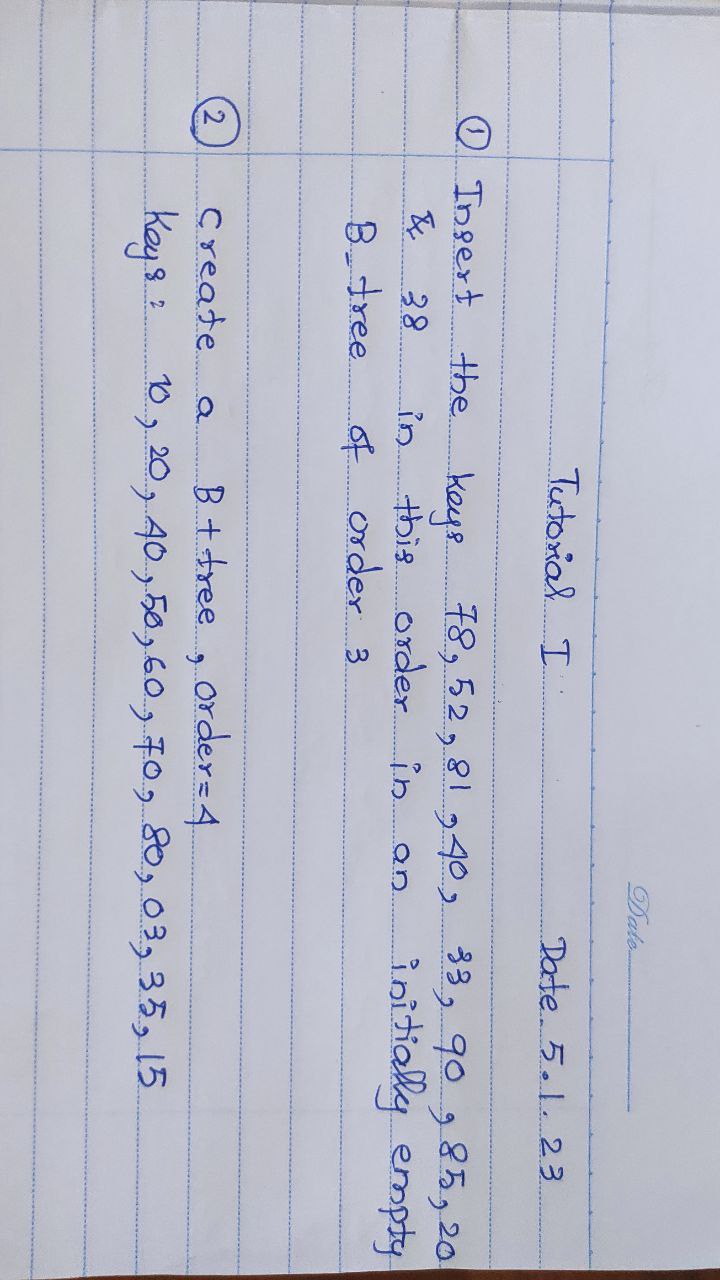 Date
Tutorial I Date. 5.1.23
① Insert the keys 78, 52, 81, 40, 33, 90, 85, 20
& 38 in this order in an initially empty
B-tree of order 3
② Create a B+tree, order=4
Keys: 10, 20, 40, 50, 60, 70, 80, 03, 35, 15